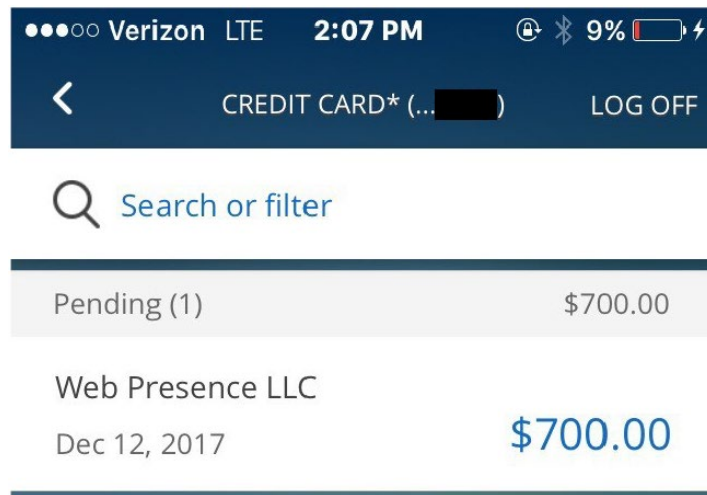 Verizon LTE 2:07 PM 9%
CREDIT CARD* (... ) LOG OFF
Search or filter
Pending (1) $700.00
Web Presence LLC
Dec 12, 2017 $700.00